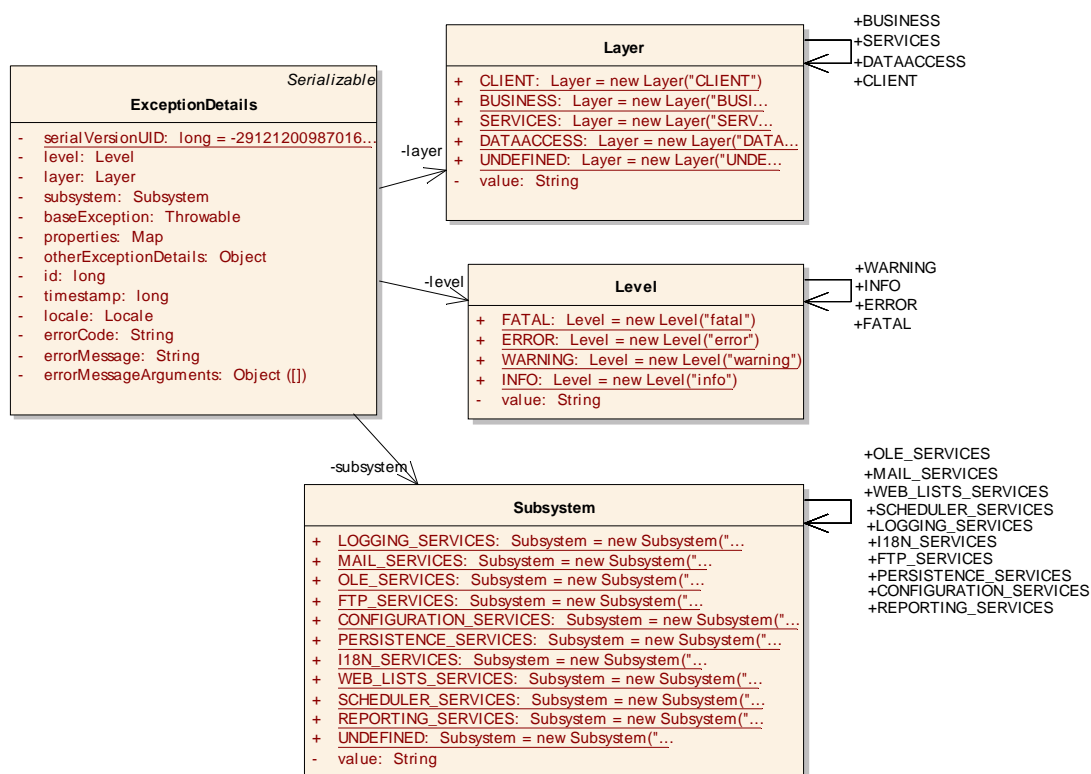 Serializable
ExceptionDetails
- serialVersionUID: long = -29121200987016...
- level: Level
- layer: Layer
- subsystem: Subsystem
- baseException: Throwable
- properties: Map
- otherExceptionDetails: Object
- id: long
- timestamp: long
- locale: Locale
- errorCode: String
- errorMessage: String
- errorMessageArguments: Object ([])
-layer
Layer
+ CLIENT: Layer = new Layer("CLIENT")
+ BUSINESS: Layer = new Layer("BUSI...
+ SERVICES: Layer = new Layer("SERV...
+ DATAACCESS: Layer = new Layer("DATA...
+ UNDEFINED: Layer = new Layer("UNDE...
- value: String
+BUSINESS
+SERVICES
+DATAACCESS
+CLIENT
-level
Level
+ FATAL: Level = new Level("fatal")
+ ERROR: Level = new Level("error")
+ WARNING: Level = new Level("warning")
+ INFO: Level = new Level("info")
- value: String
+WARNING
+INFO
+ERROR
+FATAL
-subsystem
Subsystem
+ LOGGING_SERVICES: Subsystem = new Subsystem("...
+ MAIL_SERVICES: Subsystem = new Subsystem("...
+ OLE_SERVICES: Subsystem = new Subsystem("...
+ FTP_SERVICES: Subsystem = new Subsystem("...
+ CONFIGURATION_SERVICES: Subsystem = new Subsystem("...
+ PERSISTENCE_SERVICES: Subsystem = new Subsystem("...
+ I18N_SERVICES: Subsystem = new Subsystem("...
+ WEB_LISTS_SERVICES: Subsystem = new Subsystem("...
+ SCHEDULER_SERVICES: Subsystem = new Subsystem("...
+ REPORTING_SERVICES: Subsystem = new Subsystem("...
+ UNDEFINED: Subsystem = new Subsystem("...
- value: String
+OLE_SERVICES
+MAIL_SERVICES
+WEB_LISTS_SERVICES
+SCHEDULER_SERVICES
+LOGGING_SERVICES
+I18N_SERVICES
+FTP_SERVICES
+PERSISTENCE_SERVICES
+CONFIGURATION_SERVICES
+REPORTING_SERVICES